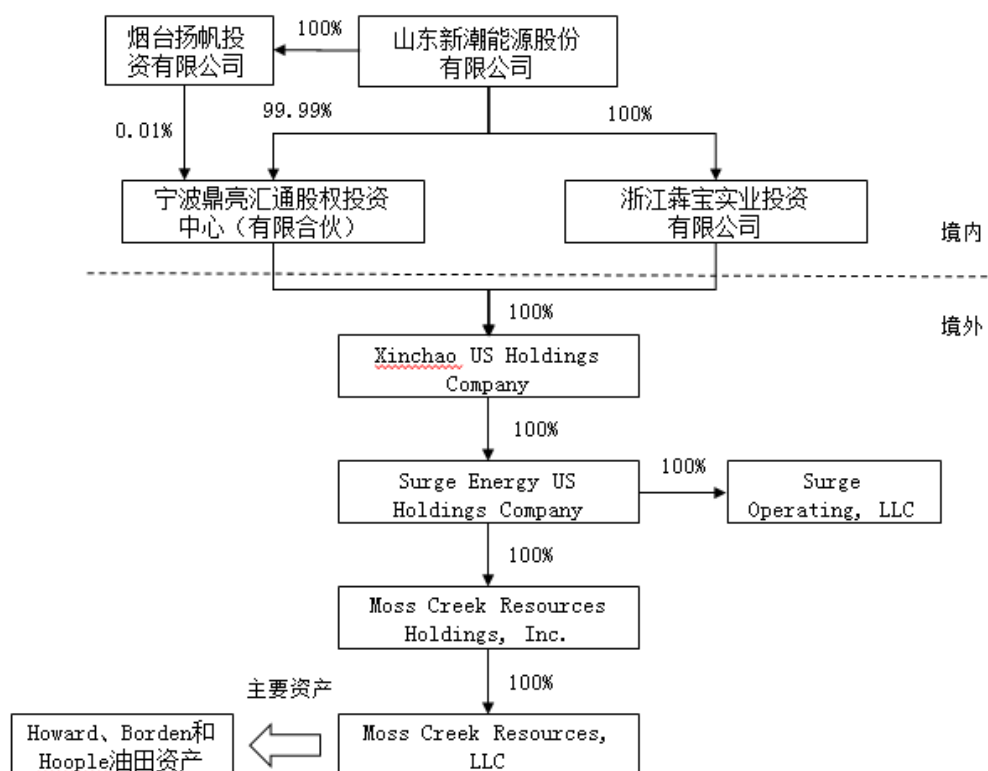 烟台扬帆投
资有限公司
100%
山东新潮能源股份
有限公司
0.01%
99.99%
100%
宁波鼎亮汇通股权投资
中心（有限合伙）
浙江犇宝实业投资
有限公司
境内
100%
境外
Xinchao US Holdings
Company
100%
Surge Energy US
Holdings Company
100%
Surge
Operating, LLC
100%
Moss Creek Resources
Holdings, Inc.
100%
主要资产
Howard、Borden和
Hoople油田资产
Moss Creek Resources,
LLC